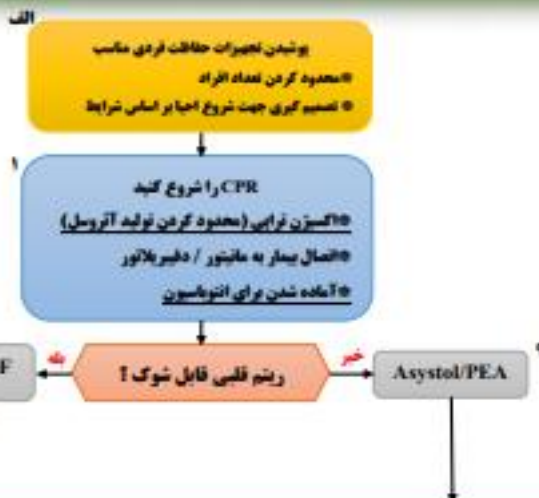 الف
پوشیدن تجهیزات حفاظت فردی مناسب
محدود کردن تعداد افراد
تصمیم گیری جهت شروع احیا بر اساس شرایط
۱
CPR را شروع کنید
اکسیژن تراپی (محدود کردن تولید آئروسل)
اتصال بیمار به مانیتور / دفیبریلاتور
آماده شدن برای انتوباسیون
ریتم قلبی قابل شوک ؟
بله
خیر
F
Asystol/PEA